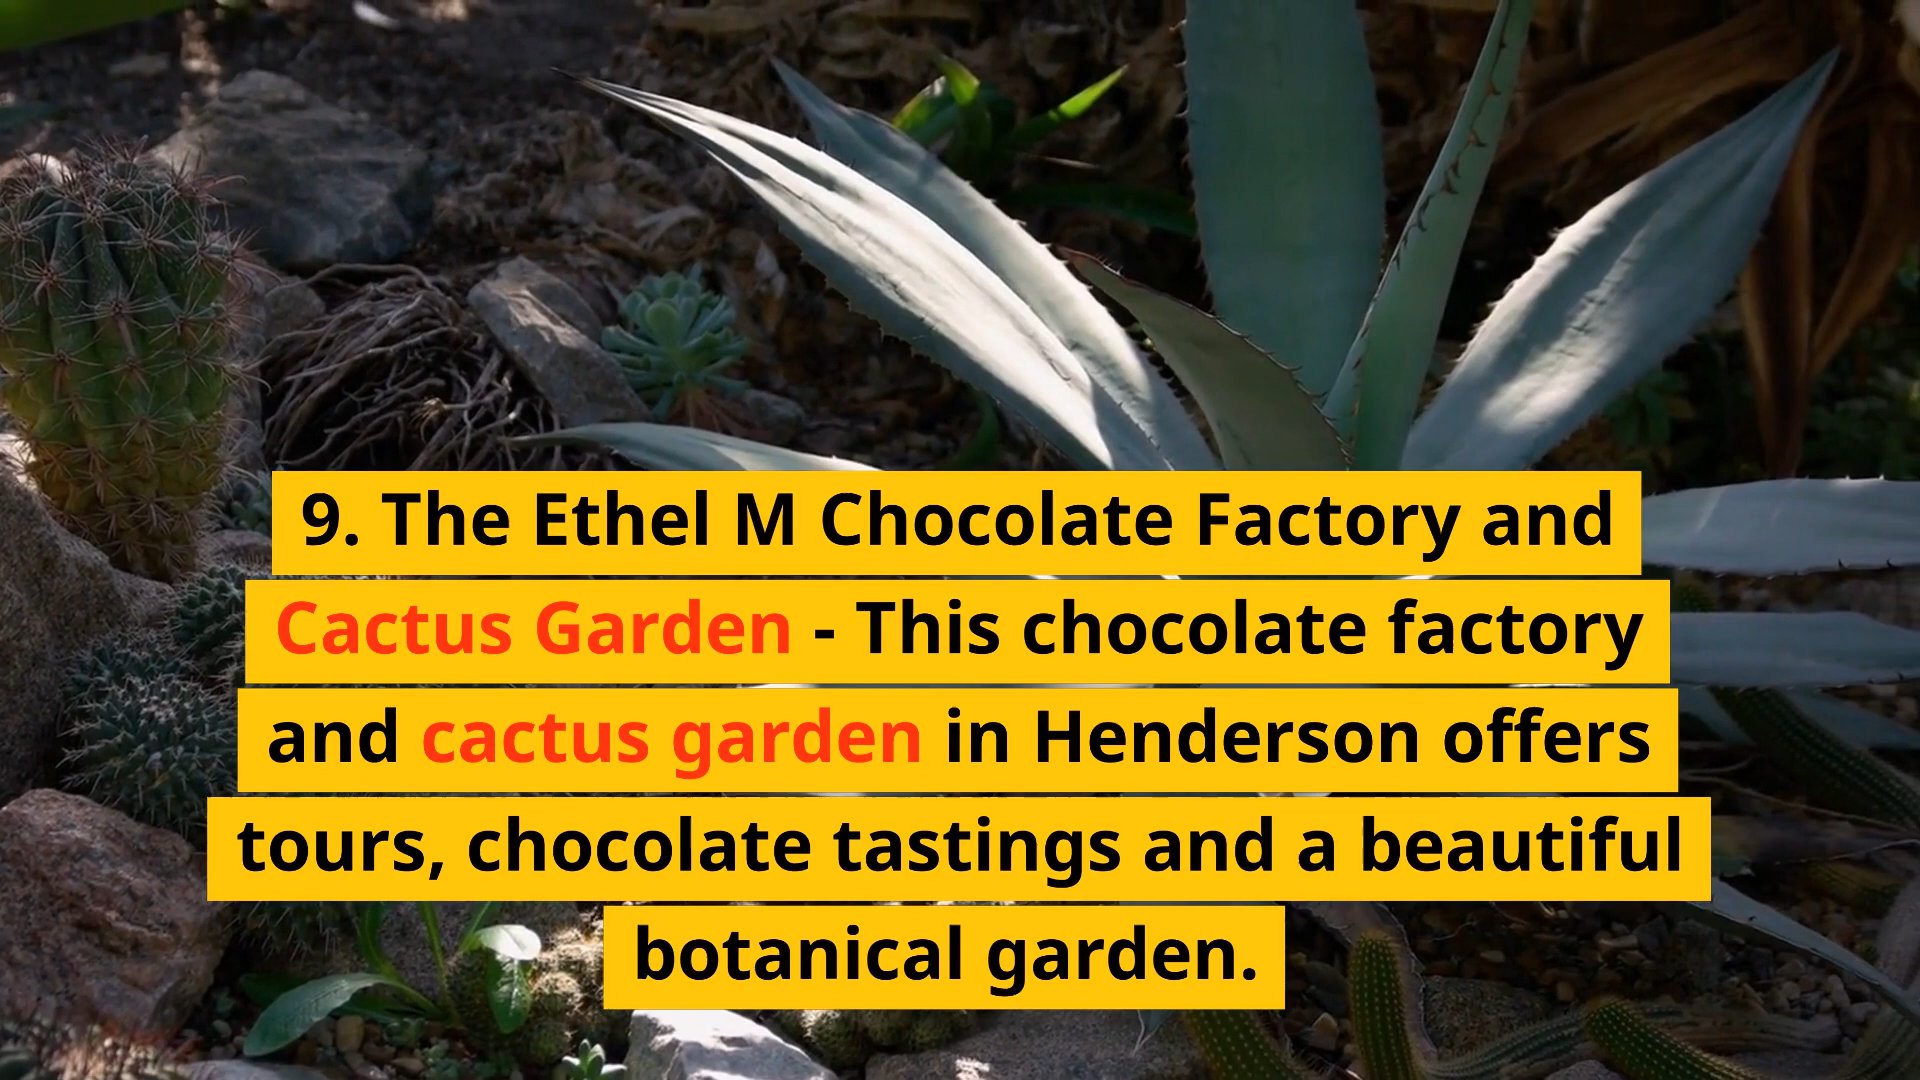 9. The Ethel M Chocolate Factory and
Cactus Garden - This chocolate factory
and cactus garden in Henderson offers
tours, chocolate tastings and a beautiful
botanical garden.